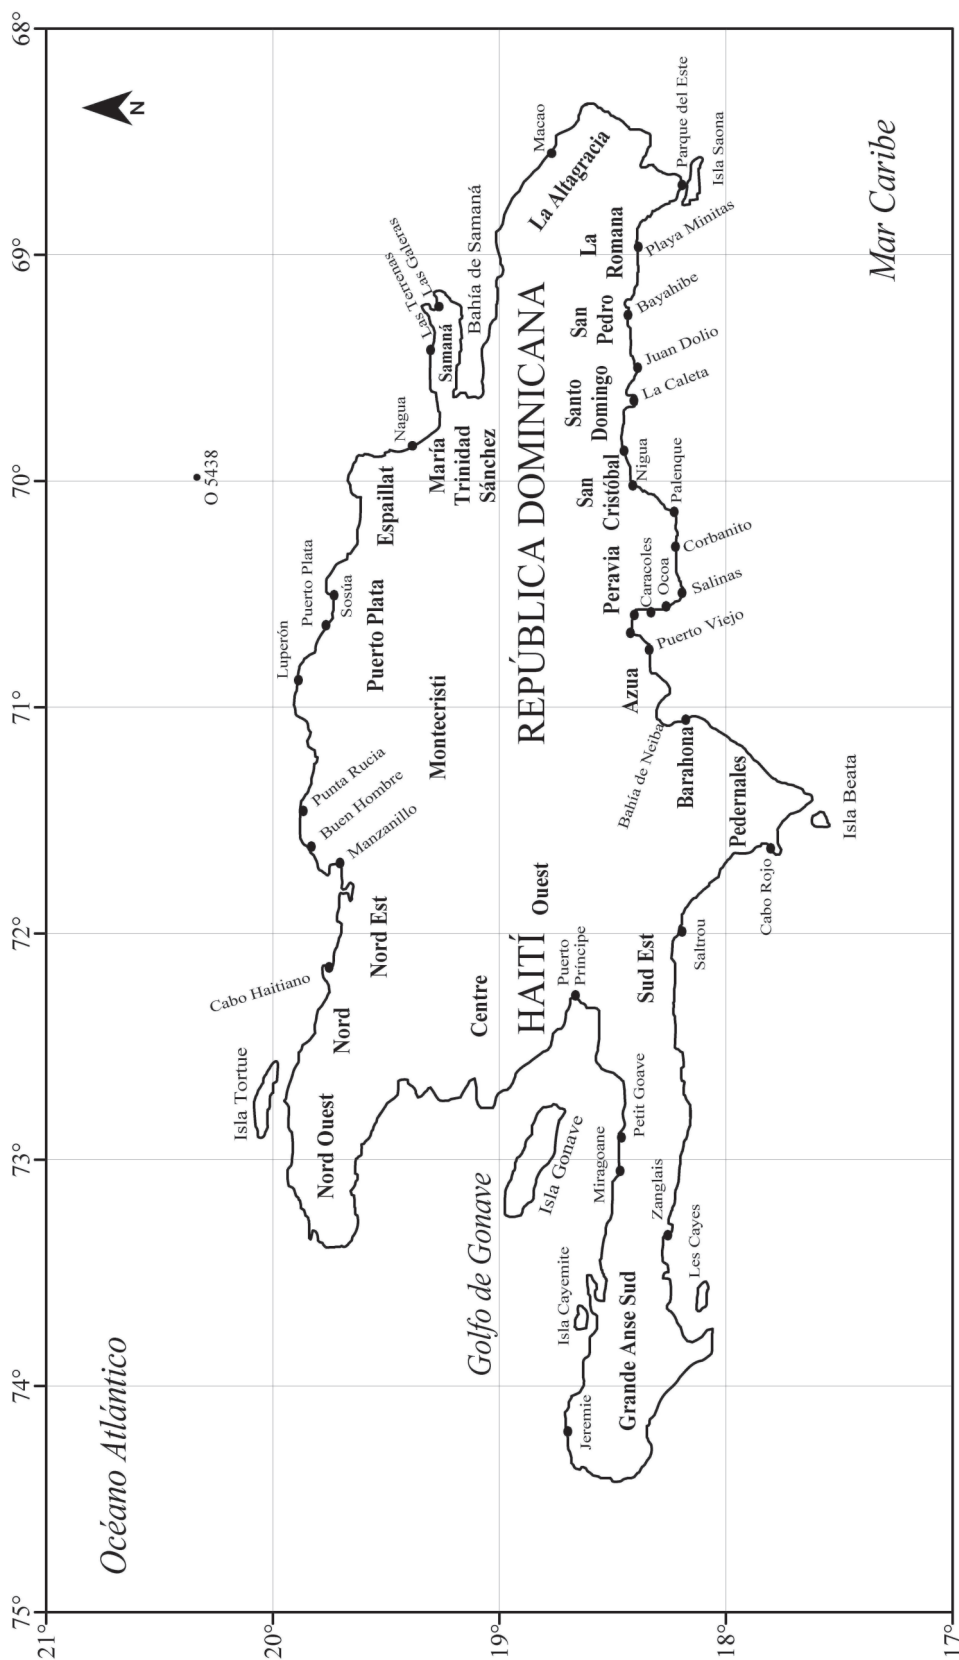 75°
74°
73°
72°
71°
70°
69°
68°
21°
20°
19°
18°
17°
N
Océano Atlántico
O 5438
Isla Tortue
Cabo Haitiano
Manzanillo
Buen Hombre
Punta Rucia
Luperón
Puerto Plata
Sosúa
Nagua
Las Terrenas
Las Galeras
Macao
Nord Ouest
Nord
Nord Est
Montecristi
Puerto Plata
Espaillat
María
Trinidad
Sánchez
Samaná
Bahía de Samaná
Golfo de Gonave
Centre
HAITÍ
Ouest
REPÚBLICA DOMINICANA
La Altagracia
Isla Gonave
Puerto
Príncipe
Isla Cayemite
Miragoane
Petit Goave
Jeremie
Grande Anse Sud
Sud Est
Zanglais
Les Cayes
Saltrou
Cabo Rojo
Pedernales
Barahona
Bahía de Neiba
Azua
Puerto Viejo
Peravia
Caracoles
Ocoa
Salinas
Corbanito
Palenque
San
Cristóbal
Nigua
Santo
Domingo
La Caleta
Juan Dolio
San
Pedro
Bayahibe
La
Romana
Playa Minitas
Parque del Este
Isla Saona
Isla Beata
Mar Caribe